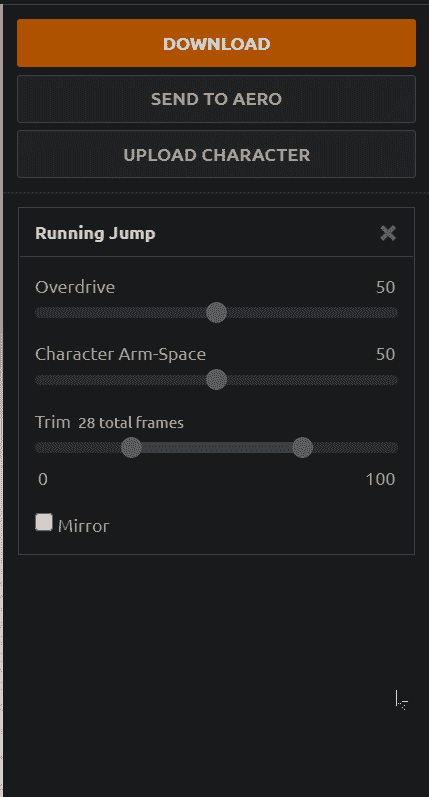 DOWNLOAD
SEND TO AERO
UPLOAD CHARACTER
Running Jump
Overdrive 50
Character Arm-Space 50
Trim 28 total frames
0 100
Mirror